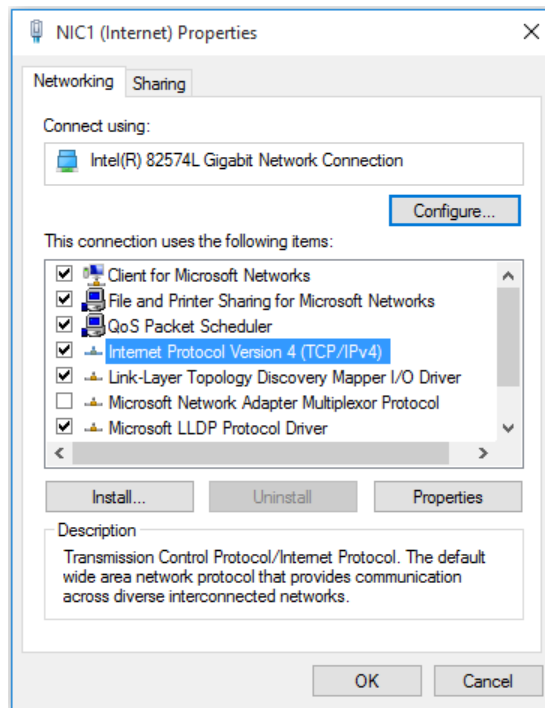 NIC1 (Internet) Properties
Networking
Sharing
Connect using:
Intel(R) 82574L Gigabit Network Connection
Configure...
This connection uses the following items:
Client for Microsoft Networks
File and Printer Sharing for Microsoft Networks
QoS Packet Scheduler
Internet Protocol Version 4 (TCP/IPv4)
Link-Layer Topology Discovery Mapper I/O Driver
Microsoft Network Adapter Multiplexor Protocol
Microsoft LLDP Protocol Driver
Install...
Uninstall
Properties
Description
Transmission Control Protocol/Internet Protocol. The default
wide area network protocol that provides communication
across diverse interconnected networks.
OK
Cancel